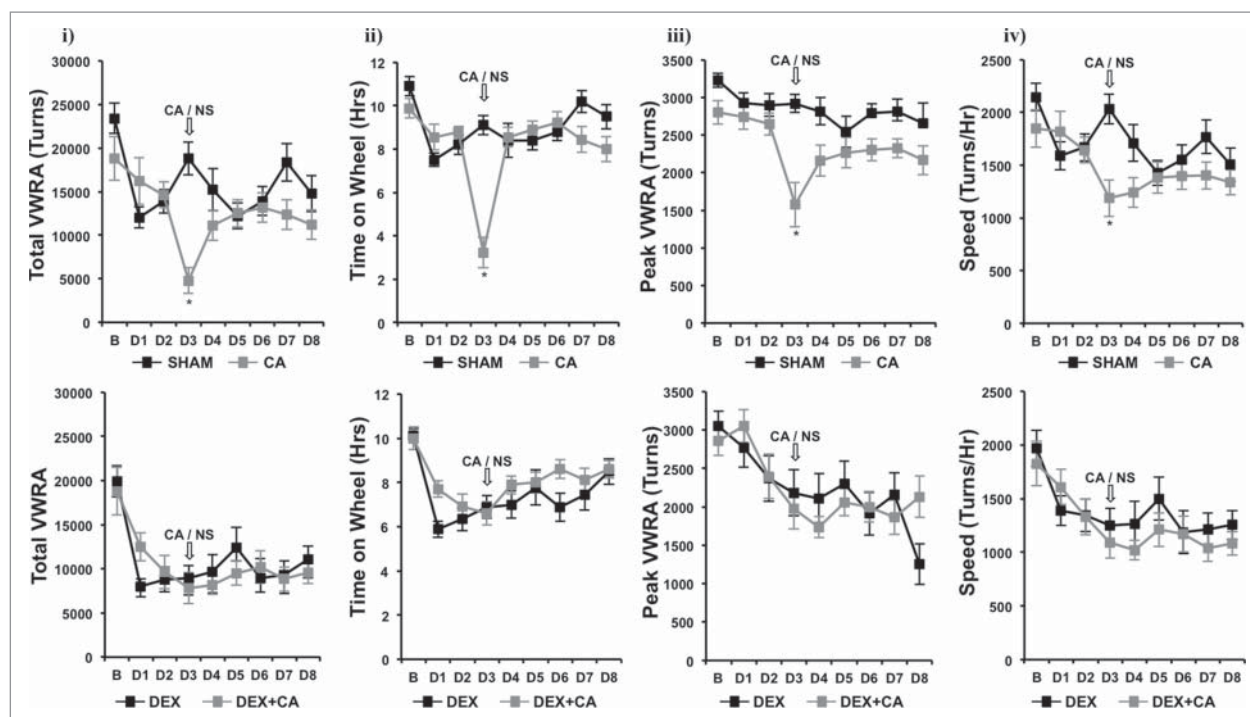 i)
Total VWRA (Turns)
30000
25000
20000
15000
10000
5000
0
CA / NS
*
B D1 D2 D3 D4 D5 D6 D7 D8
SHAM CA
ii)
Time on Wheel (Hrs)
12
10
8
6
4
2
0
CA / NS
*
B D1 D2 D3 D4 D5 D6 D7 D8
SHAM CA
iii)
Peak VWRA (Turns)
3500
3000
2500
2000
1500
1000
500
0
CA / NS
*
B D1 D2 D3 D4 D5 D6 D7 D8
SHAM CA
iv)
Speed (Turns/Hr)
2500
2000
1500
1000
500
0
CA / NS
*
B D1 D2 D3 D4 D5 D6 D7 D8
SHAM CA
Total VWRA
30000
25000
20000
15000
10000
5000
0
CA / NS
B D1 D2 D3 D4 D5 D6 D7 D8
DEX DEX+CA
Time on Wheel (Hrs)
12
10
8
6
4
2
0
CA / NS
B D1 D2 D3 D4 D5 D6 D7 D8
DEX DEX+CA
Peak VWRA (Turns)
3500
3000
2500
2000
1500
1000
500
0
CA / NS
B D1 D2 D3 D4 D5 D6 D7 D8
DEX DEX+CA
Speed (Turns/Hr)
2500
2000
1500
1000
500
0
CA / NS
B D1 D2 D3 D4 D5 D6 D7 D8
DEX DEX+CA